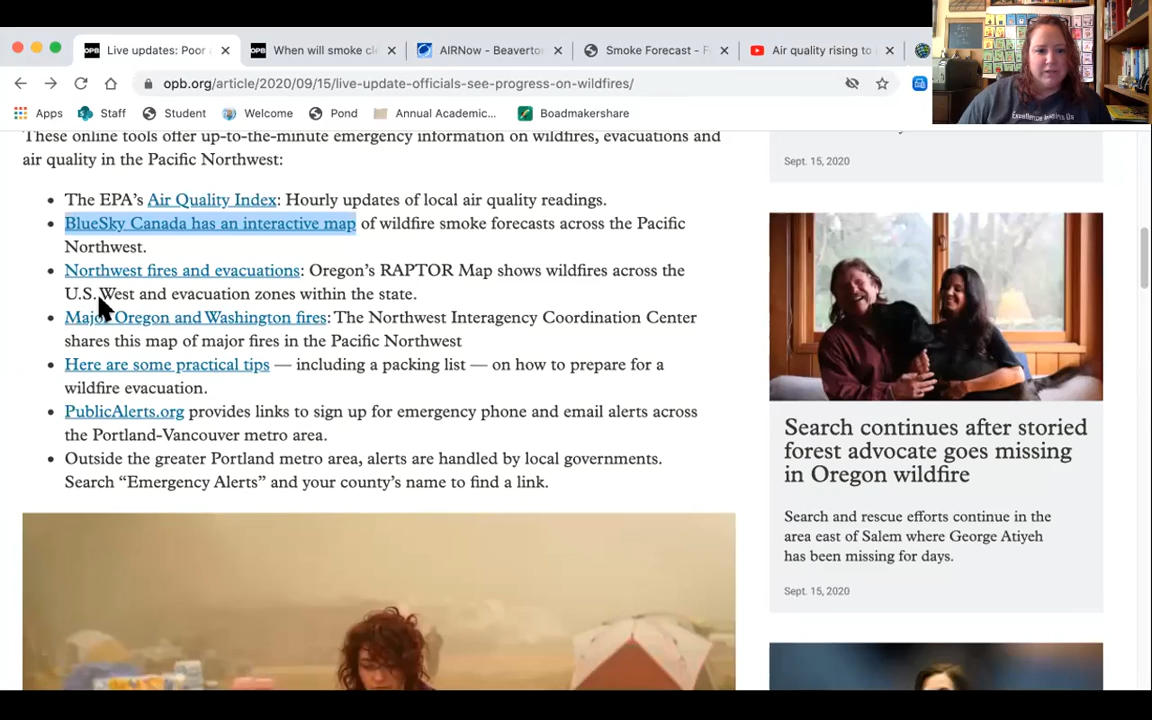 Live updates: Poor
When will smoke cl
AIRNow - Beaverton
Smoke Forecast - F
Air quality rising to
opb.org/article/2020/09/15/live-update-officials-see-progress-on-wildfires/
Apps
Staff
Student
Welcome
Pond
Annual Academic...
Boadmakershare
These online tools offer up-to-the-minute emergency information on wildfires, evacuations and
air quality in the Pacific Northwest:
• The EPA's Air Quality Index: Hourly updates of local air quality readings.
• BlueSky Canada has an interactive map of wildfire smoke forecasts across the Pacific
Northwest.
• Northwest fires and evacuations: Oregon's RAPTOR Map shows wildfires across the
U.S. West and evacuation zones within the state.
• Major Oregon and Washington fires: The Northwest Interagency Coordination Center
shares this map of major fires in the Pacific Northwest
• Here are some practical tips — including a packing list — on how to prepare for a
wildfire evacuation.
• PublicAlerts.org provides links to sign up for emergency phone and email alerts across
the Portland-Vancouver metro area.
• Outside the greater Portland metro area, alerts are handled by local governments.
Search “Emergency Alerts” and your county's name to find a link.
Sept. 15, 2020
Search continues after storied
forest advocate goes missing
in Oregon wildfire
Search and rescue efforts continue in the
area east of Salem where George Atiyeh
has been missing for days.
Sept. 15, 2020